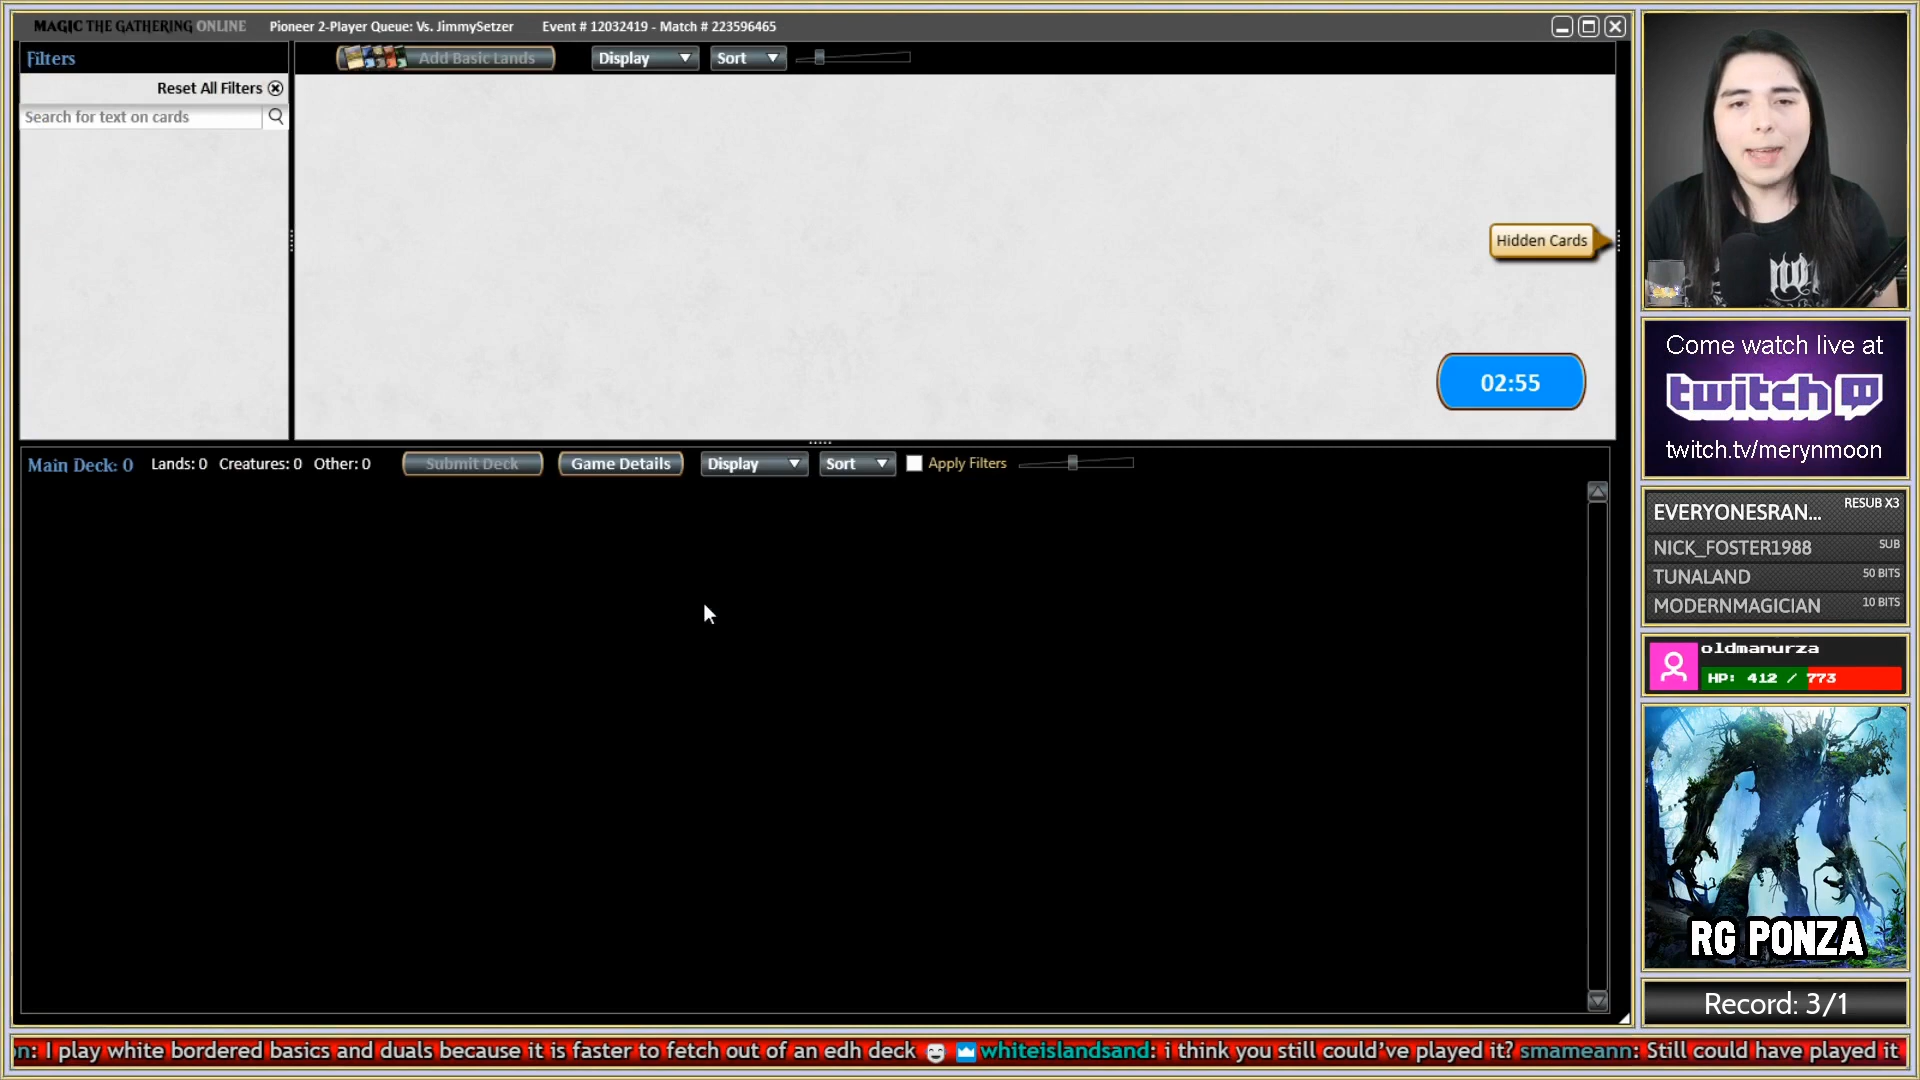 MAGIC THE GATHERING ONLINE Pioneer 2-Player Queue: Vs. JimmySetzer Event # 12032419 - Match # 223596465
Filters
Add Basic Lands Display Sort
Reset All Filters
Search for text on cards
Hidden Cards
02:55
Main Deck: 0 Lands: 0 Creatures: 0 Other: 0 Submit Deck Game Details Display Sort Apply Filters
Come watch live at
twitch
twitch.tv/merynmoon
EVERYONESRAN... RESUB X3
NICK_FOSTER1988 SUB
TUNALAND 50 BITS
MODERNMAGICIAN 10 BITS
oldmanurza
HP: 412 / 773
RG PONZA
Record: 3/1
n: I play white bordered basics and duals because it is faster to fetch out of an edh deck whiteislandsand: i think you still could've played it? smameann: Still could have played it